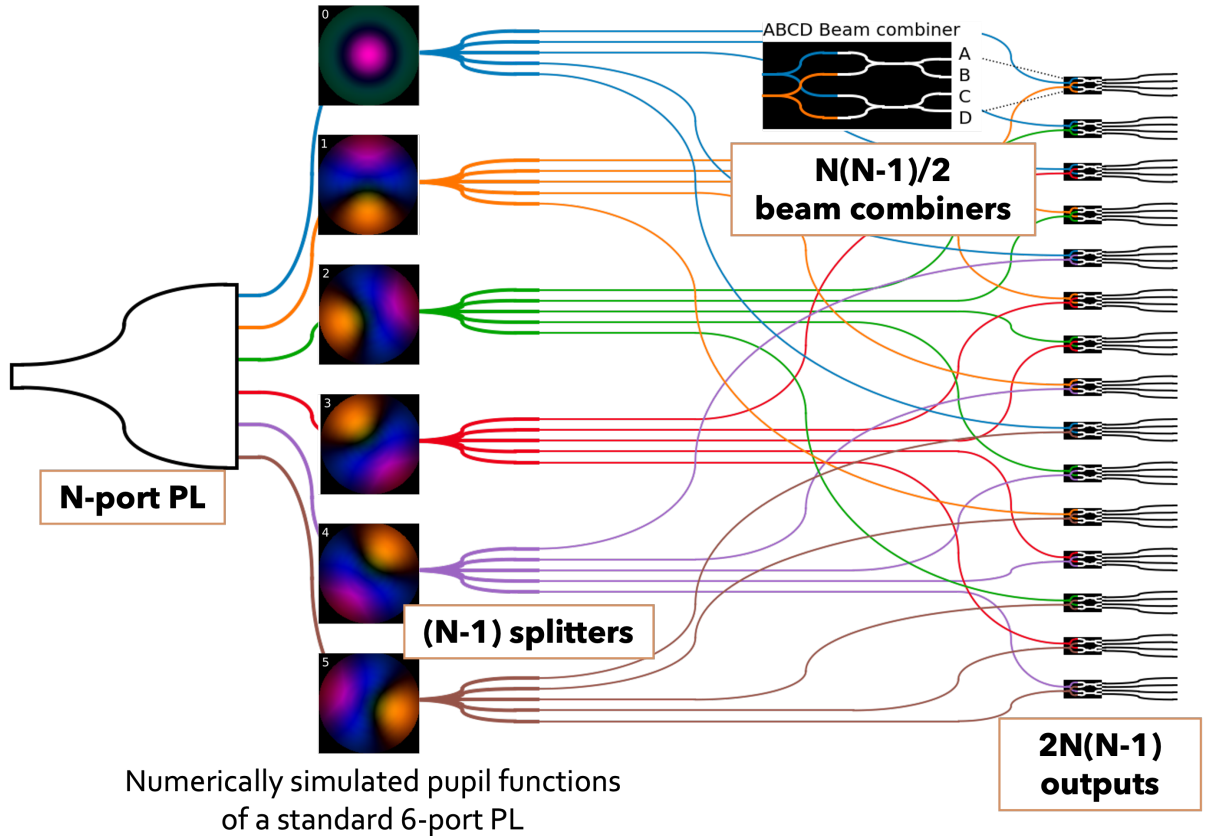 0
ABCD Beam combiner
A
B
C
D
1
N(N-1)/2
beam combiners
2
3
N-port PL
4
(N-1) splitters
5
2N(N-1)
outputs
Numerically simulated pupil functions
of a standard 6-port PL